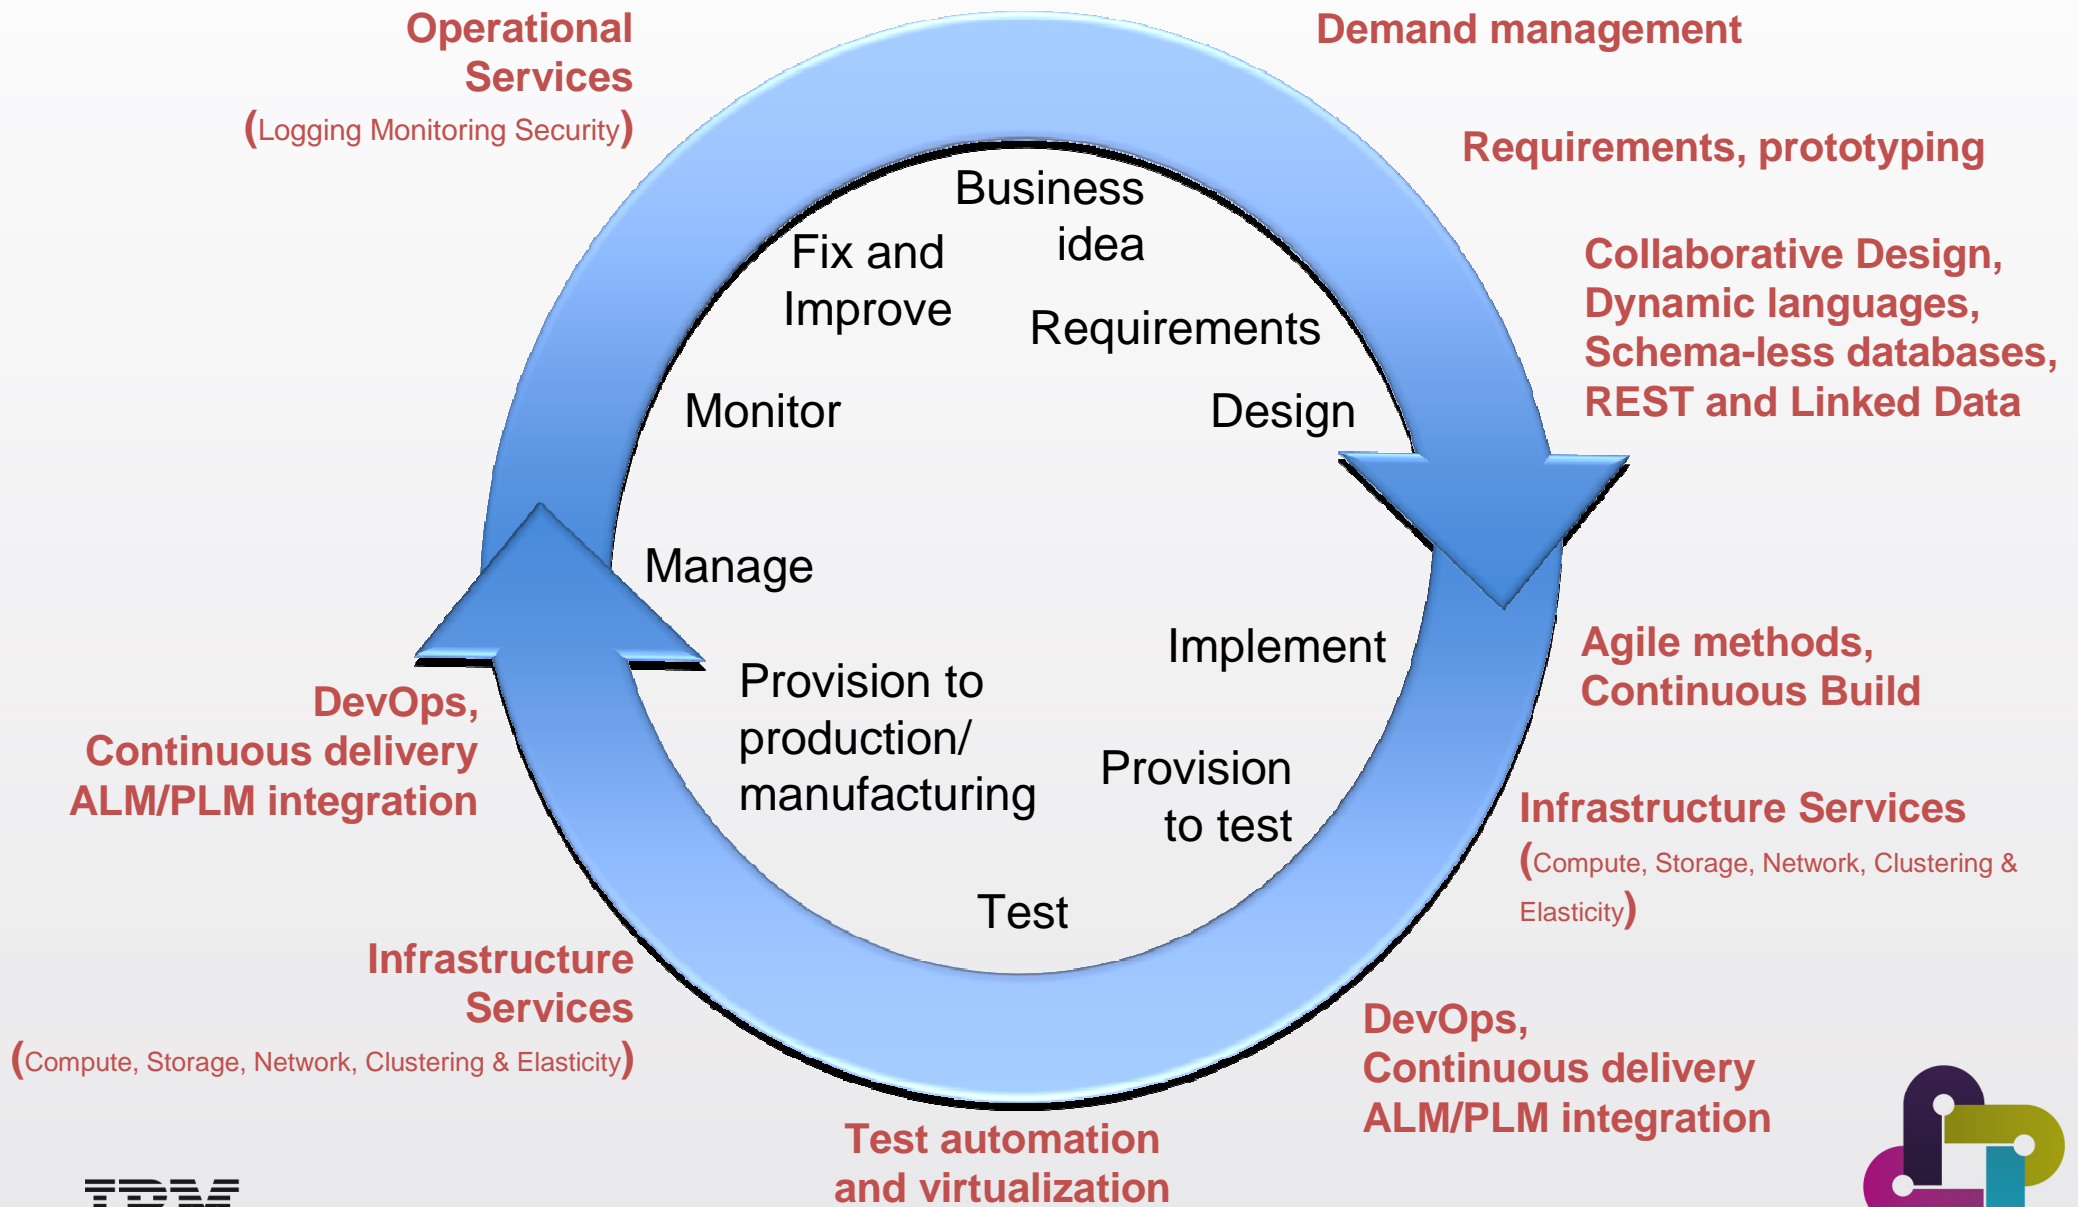 Operational
Services
(Logging Monitoring Security)
Demand management
Requirements, prototyping
Collaborative Design,
Dynamic languages,
Schema-less databases,
REST and Linked Data
Business
idea
Fix and
Improve
Requirements
Monitor
Design
Manage
Implement
Provision to
production/
manufacturing
Provision
to test
Test
Agile methods,
Continuous Build
DevOps,
Continuous delivery
ALM/PLM integration
Infrastructure Services
(Compute, Storage, Network, Clustering &
Elasticity)
Infrastructure
Services
(Compute, Storage, Network, Clustering & Elasticity)
DevOps,
Continuous delivery
ALM/PLM integration
Test automation
and virtualization
IBM